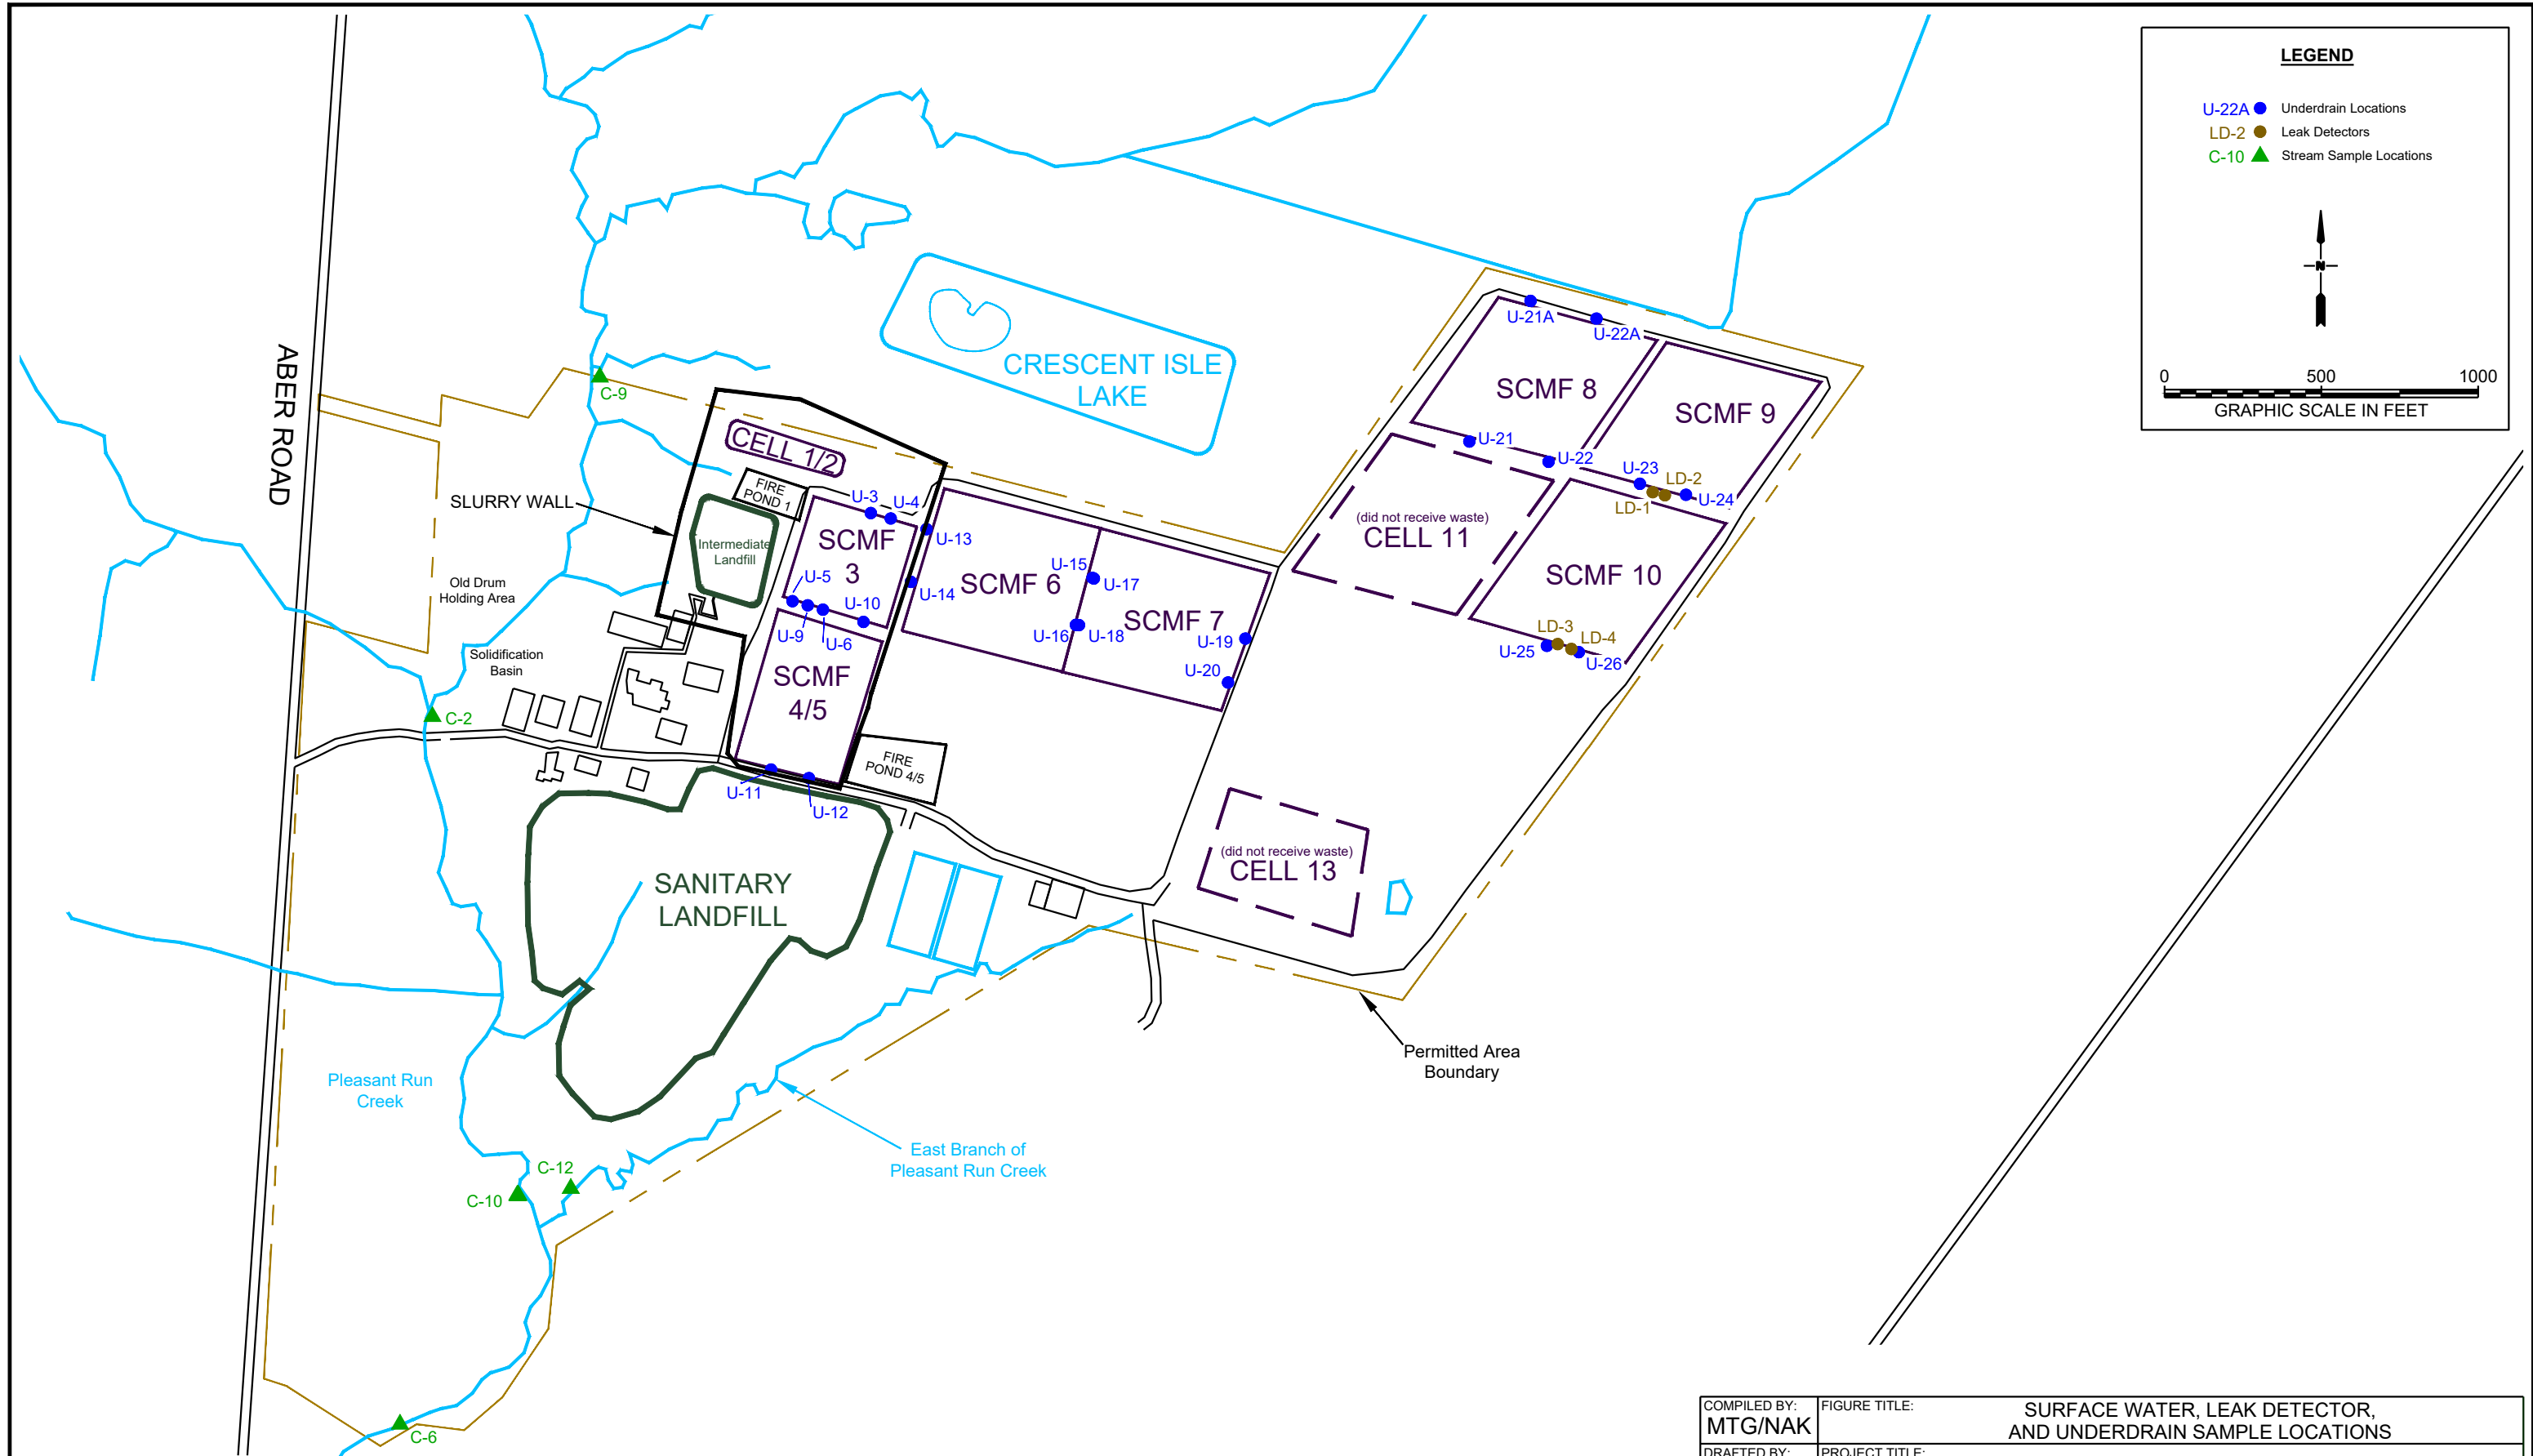 LEGEND
U-22A Underdrain Locations
LD-2 Leak Detectors
C-10 Stream Sample Locations
N
0 500 1000
GRAPHIC SCALE IN FEET
ABER ROAD
CRESCENT ISLE
LAKE
C-9
CELL 1/2
FIRE
POND 1
SLURRY WALL
Intermediate
Landfill
Old Drum
Holding Area
Solidification
Basin
C-2
U-3
U-4
SCMF
3
U-5
U-10
U-9
U-6
SCMF
4/5
U-11
U-12
FIRE
POND 4/5
U-13
U-14
SCMF 6
U-15
U-17
U-16
U-18
SCMF 7
U-19
U-20
U-21A
U-22A
SCMF 8
SCMF 9
U-21
U-22
U-23
LD-2
U-24
LD-1
(did not receive waste)
CELL 11
SCMF 10
LD-3
LD-4
U-25
U-26
(did not receive waste)
CELL 13
SANITARY
LANDFILL
Permitted Area
Boundary
Pleasant Run
Creek
East Branch of
Pleasant Run Creek
C-12
C-10
C-6
COMPILED BY:
MTG/NAK
FIGURE TITLE:
SURFACE WATER, LEAK DETECTOR,
AND UNDERDRAIN SAMPLE LOCATIONS
DRAFTED BY:
PROJECT TITLE: